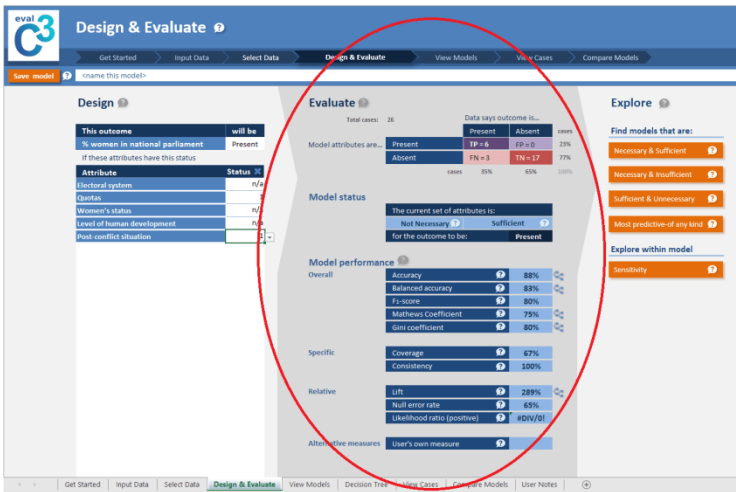 eval
C3
Design & Evaluate ?
Get Started Input Data Select Data Design & Evaluate View Models View Cases Compare Models
Save model ? <name this model>
Design ?
This outcome will be
% women in national parliament Present
If these attributes have this status
Attribute Status
Electoral system n/a
Quotas
Women's status
Level of human development n/a
Post-conflict situation 1
Evaluate ?
Total cases: 26 Data says outcome is...
Present Absent cases
Model attributes are... Present TP = 6 FP = 0 23%
Absent FN = 3 TN = 17 77%
cases 35% 65% 100%
Model status
The current set of attributes is:
Not Necessary ? Sufficient ?
for the outcome to be: Present
Model performance ?
Overall Accuracy ? 88%
Balanced accuracy ? 83%
F1-score ? 80%
Mathews Coefficient ? 75%
Gini coefficient ? 80%
Specific Coverage ? 67%
Consistency ? 100%
Relative Lift ? 289%
Null error rate ? 65%
Likelihood ratio (positive) ? #DIV/0!
Alternative measures User's own measure ?
Explore ?
Find models that are:
Necessary & Sufficient ?
Necessary & Insufficient ?
Sufficient & Unnecessary ?
Most predictive-of any kind ?
Explore within model
Sensitivity ?
Get Started Input Data Select Data Design & Evaluate View Models Decision Tree View Cases Compare Models User Notes